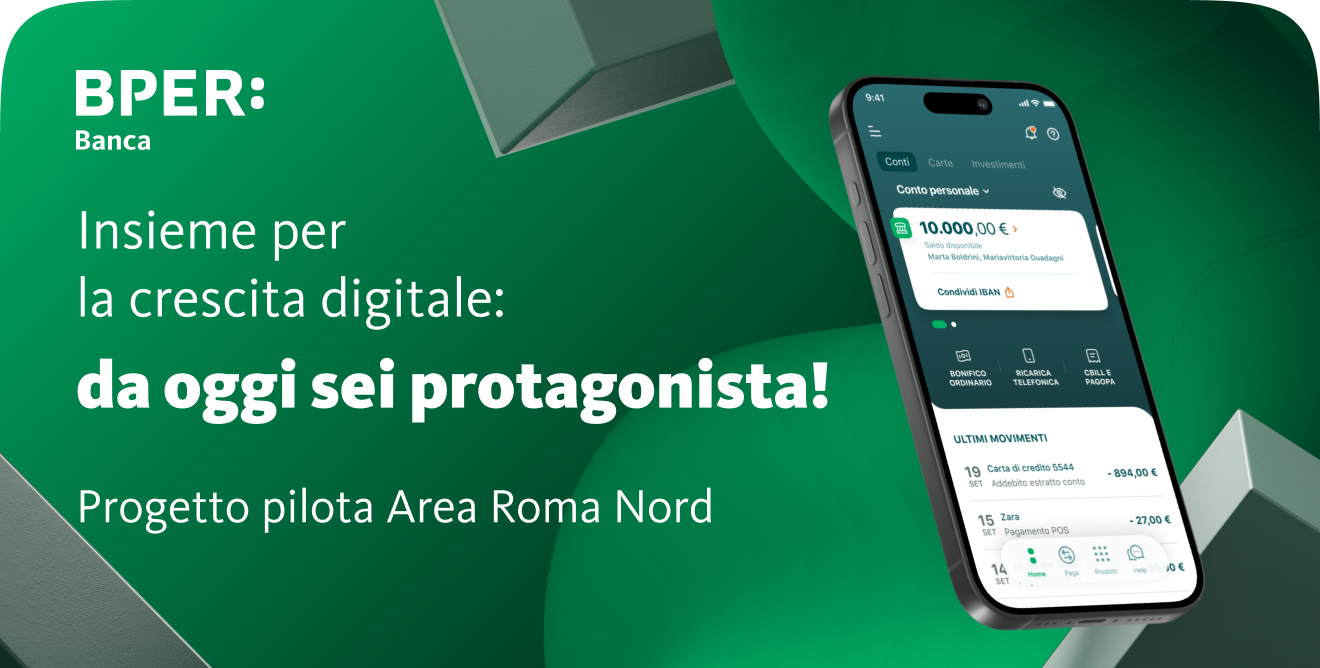 BPER:
Banca
Insieme per
la crescita digitale:
da oggi sei protagonista!
Progetto pilota Area Roma Nord
9:41
Conti Carte Investimenti
Conto personale
10.000,00 €
Saldo disponibile
Marta Boldrini, Mariavittoria Guadagni
Condividi IBAN
BONIFICO ORDINARIO
RICARICA TELEFONICA
CBILL E PAGOPA
ULTIMI MOVIMENTI
19 SET Carta di credito 5544 - 894,00 €
Addebito estratto conto
15 SET Zara - 27,00 €
Pagamento POS
14 SET 0 €
Home Paga Prodotti Help